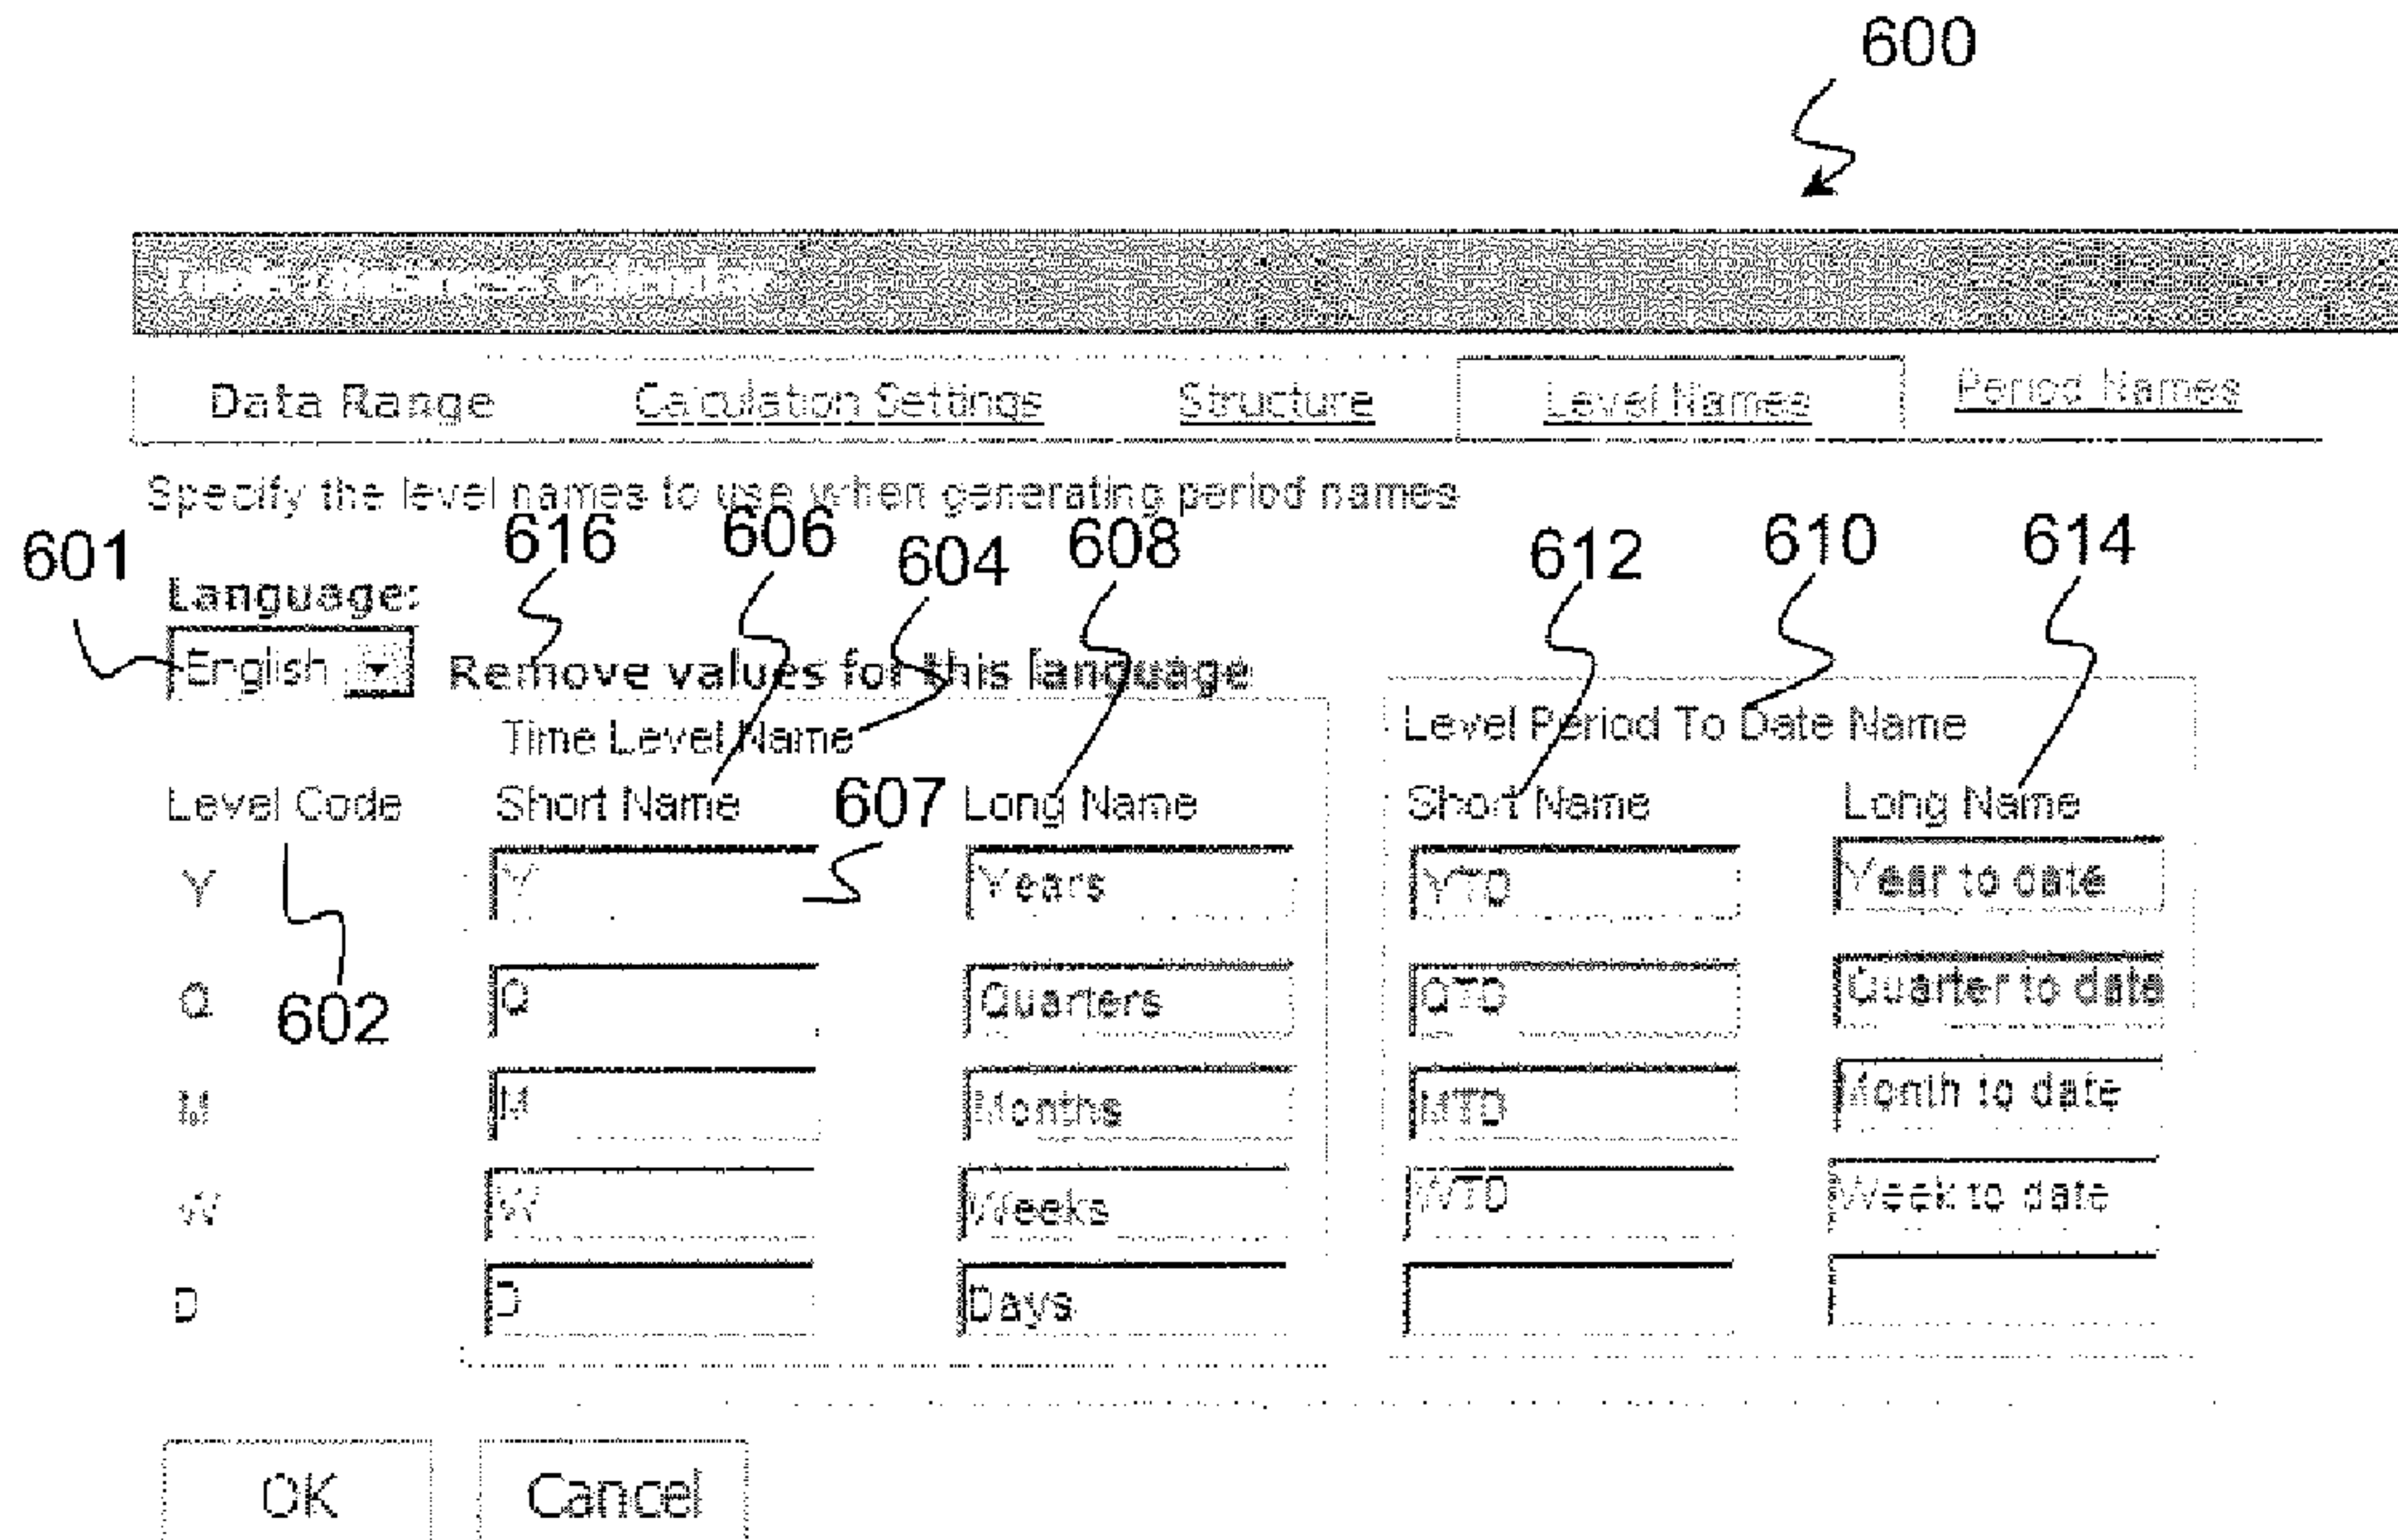 600
Data Range Calculation Settings Structure Level Names Period Names
Specify the level names to use when generating period names
601 616 606 604 608 612 610 614
Language:
English Remove values for this language
Time Level Name Level Period To Date Name
Level Code Short Name 607 Long Name Short Name Long Name
Y Y Years YTD Year to date
Q Q Quarters QTD Quarter to date
602
M M Months MTD Month to date
W W Weeks WTD Week to date
D D Days
OK Cancel